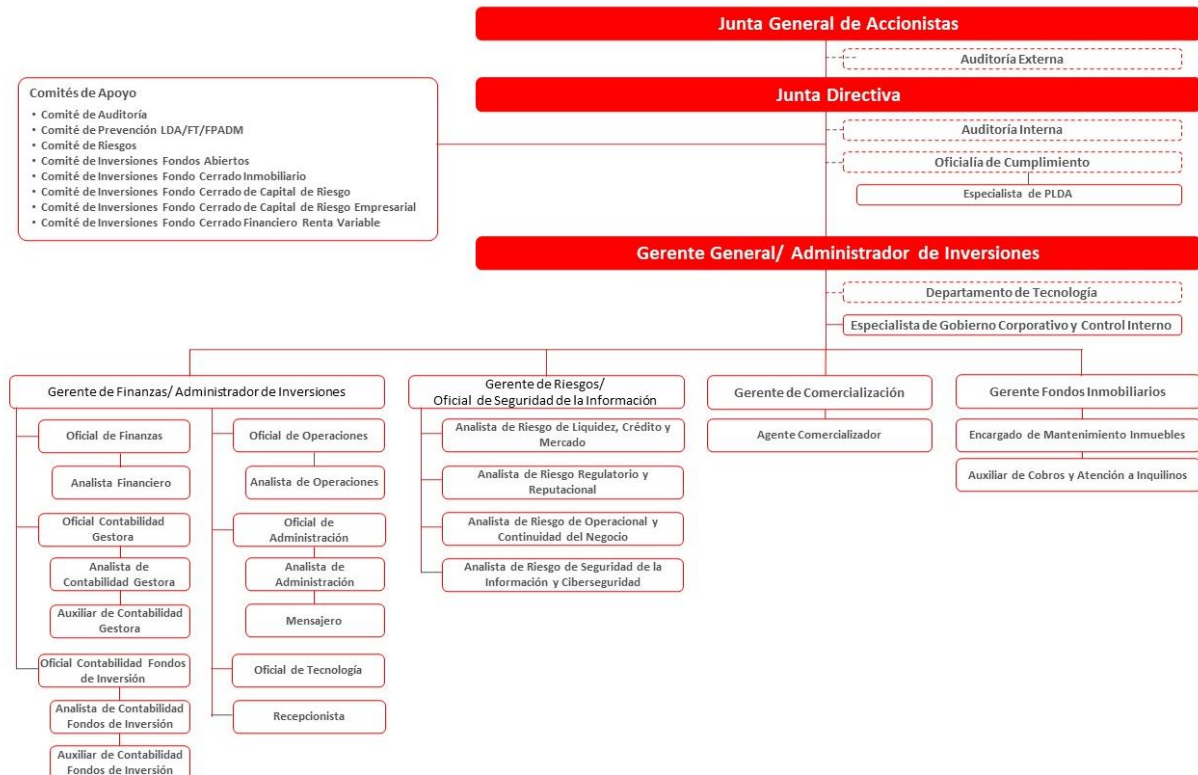 Junta General de Accionistas
Auditoría Externa
Junta Directiva
Comités de Apoyo
• Comité de Auditoría
• Comité de Prevención LDA/FT/FPADM
• Comité de Riesgos
• Comité de Inversiones Fondos Abiertos
• Comité de Inversiones Fondo Cerrado Inmobiliario
• Comité de Inversiones Fondo Cerrado de Capital de Riesgo
• Comité de Inversiones Fondo Cerrado de Capital de Riesgo Empresarial
• Comité de Inversiones Fondo Cerrado Financiero Renta Variable
Auditoría Interna
Oficialía de Cumplimiento
Especialista de PLDA
Gerente General/ Administrador de Inversiones
Departamento de Tecnología
Especialista de Gobierno Corporativo y Control Interno
Gerente de Finanzas/ Administrador de Inversiones
Oficial de Finanzas
Analista Financiero
Oficial Contabilidad
Gestora
Analista de
Contabilidad Gestora
Auxiliar de Contabilidad
Gestora
Oficial Contabilidad Fondos
de Inversión
Analista de Contabilidad
Fondos de Inversión
Auxiliar de Contabilidad
Fondos de Inversión
Oficial de Operaciones
Analista de Operaciones
Oficial de
Administración
Analista de
Administración
Mensajero
Oficial de Tecnología
Recepcionista
Gerente de Riesgos/
Oficial de Seguridad de la Información
Analista de Riesgo de Liquidez, Crédito y
Mercado
Analista de Riesgo Regulatorio y
Reputacional
Analista de Riesgo de Operacional y
Continuidad del Negocio
Analista de Riesgo de Seguridad de la
Información y Ciberseguridad
Gerente de Comercialización
Agente Comercializador
Gerente Fondos Inmobiliarios
Encargado de Mantenimiento Inmuebles
Auxiliar de Cobros y Atención a Inquilinos